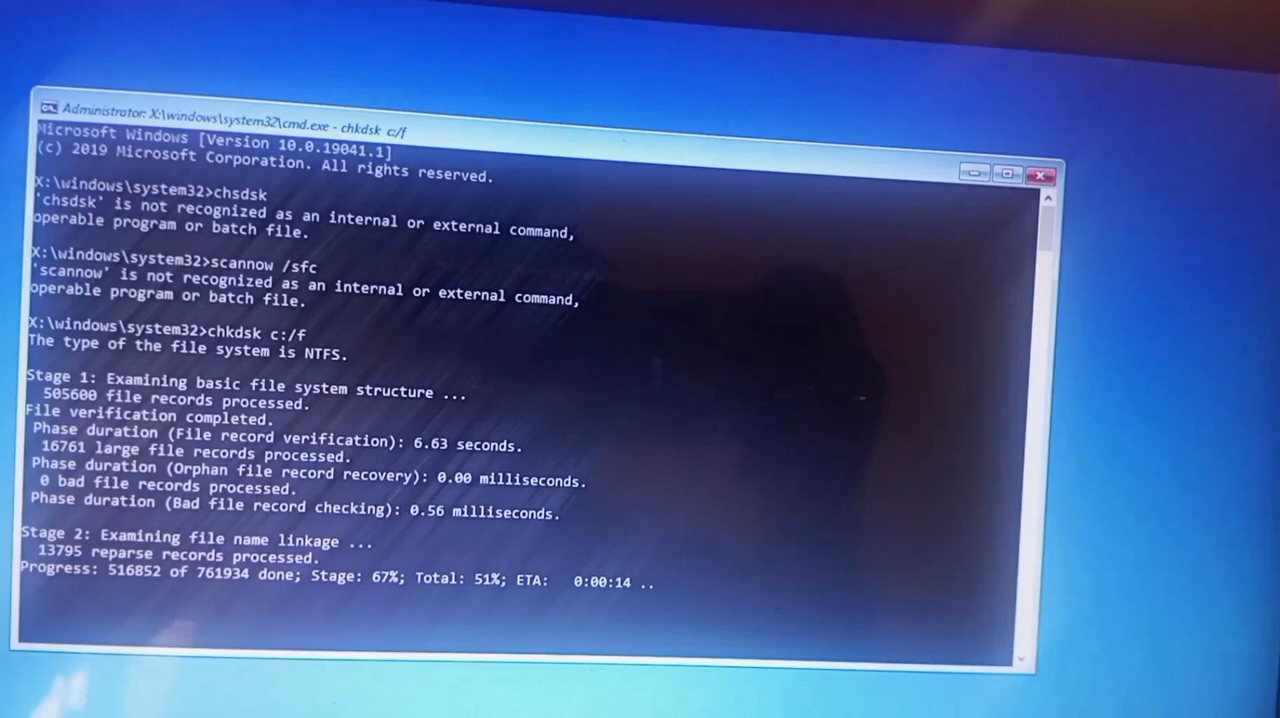 Administrator: X:\windows\system32\cmd.exe - chkdsk c:/f
Microsoft Windows [Version 10.0.19041.1]
(c) 2019 Microsoft Corporation. All rights reserved.
X:\windows\system32>chsdsk
'chsdsk' is not recognized as an internal or external command,
operable program or batch file.
X:\windows\system32>scannow /sfc
'scannow' is not recognized as an internal or external command,
operable program or batch file.
X:\windows\system32>chkdsk c:/f
The type of the file system is NTFS.
Stage 1: Examining basic file system structure ...
505600 file records processed.
File verification completed.
Phase duration (File record verification): 6.63 seconds.
16761 large file records processed.
Phase duration (Orphan file record recovery): 0.00 milliseconds.
0 bad file records processed.
Phase duration (Bad file record checking): 0.56 milliseconds.
Stage 2: Examining file name linkage ...
13795 reparse records processed.
Progress: 516852 of 761934 done; Stage: 67%; Total: 51%; ETA: 0:00:14 ..